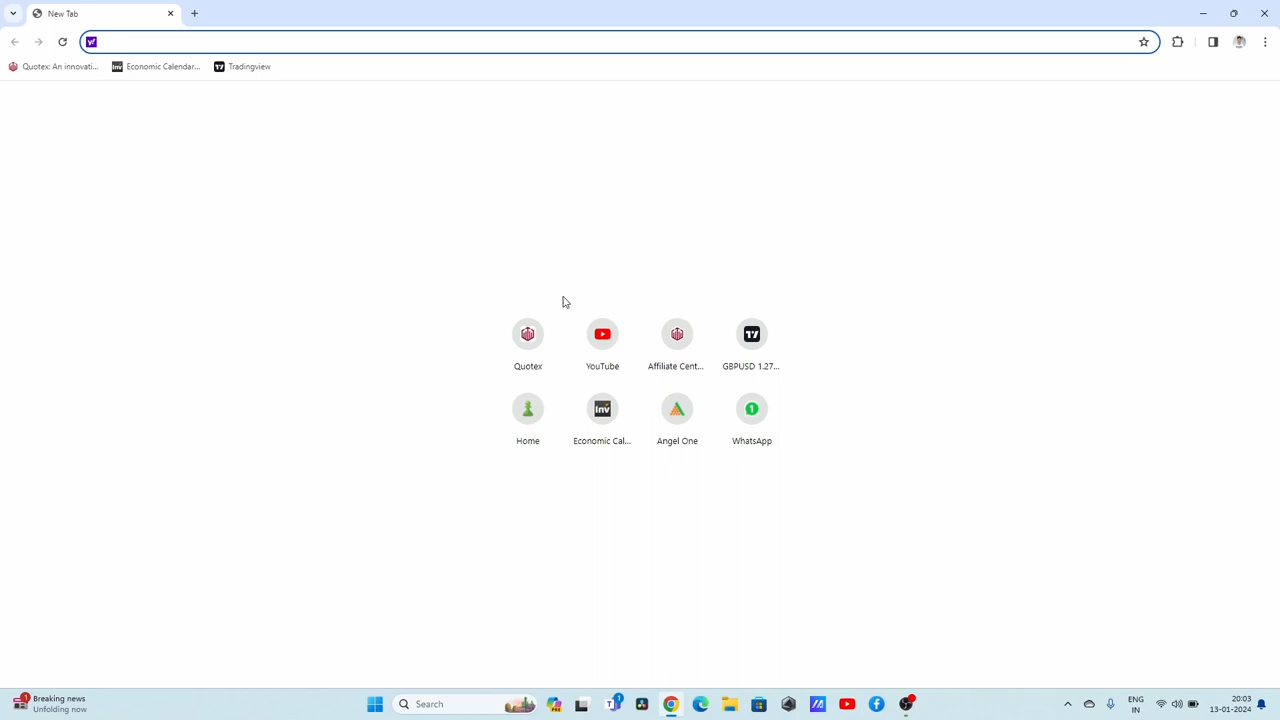 New Tab
Quotex: An innovati...
Economic Calendar...
Tradingview
Quotex
YouTube
Affiliate Cent...
GBPUSD 1.27...
Home
Economic Cal...
Angel One
WhatsApp
Breaking news
Unfolding now
Search
ENG
IN
20:03
13-01-2024